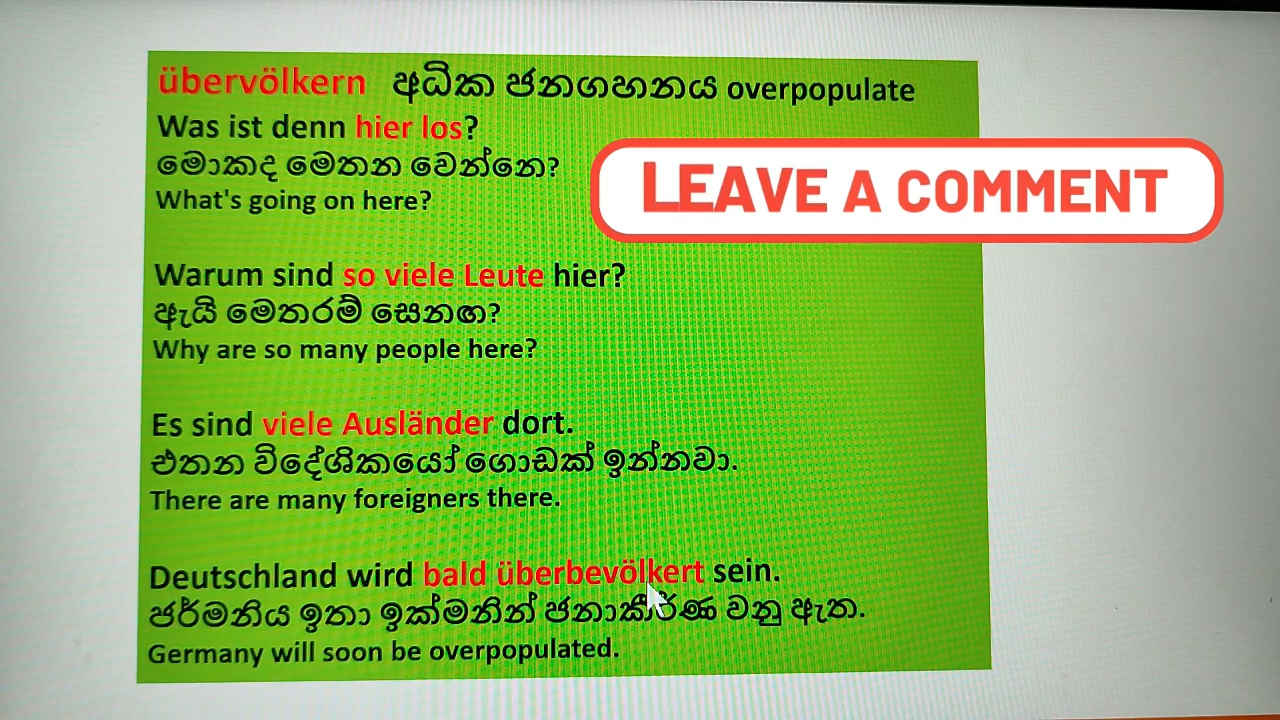 übervölkern අධික ජනගහනය overpopulate
Was ist denn hier los?
මොකද මෙතන වෙන්නෙ?
What's going on here?
LEAVE A COMMENT
Warum sind so viele Leute hier?
ඇයි මෙතරම් සෙනඟ?
Why are so many people here?
Es sind viele Ausländer dort.
එතන විදේශිකයෝ ගොඩක් ඉන්නවා.
There are many foreigners there.
Deutschland wird bald überbevölkert sein.
ජර්මනිය ඉතා ඉක්මනින් ජනාකීර්ණ වනු ඇත.
Germany will soon be overpopulated.